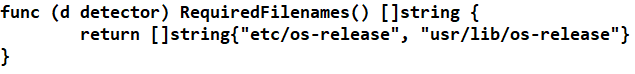 func (d detector) RequiredFilenames() []string {
        return []string{"etc/os-release", "usr/lib/os-release"}
}